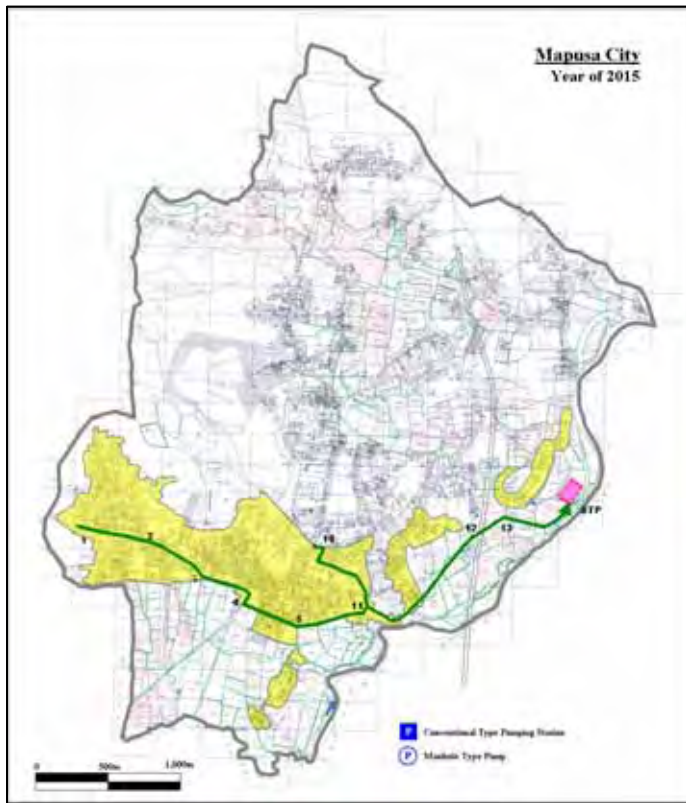 Mapusa City
Year of 2015
1
2
4
5
10
11
12
13
STP
P Conventional Type Pumping Station
P Manhole Type Pump
0 500m 1,000m